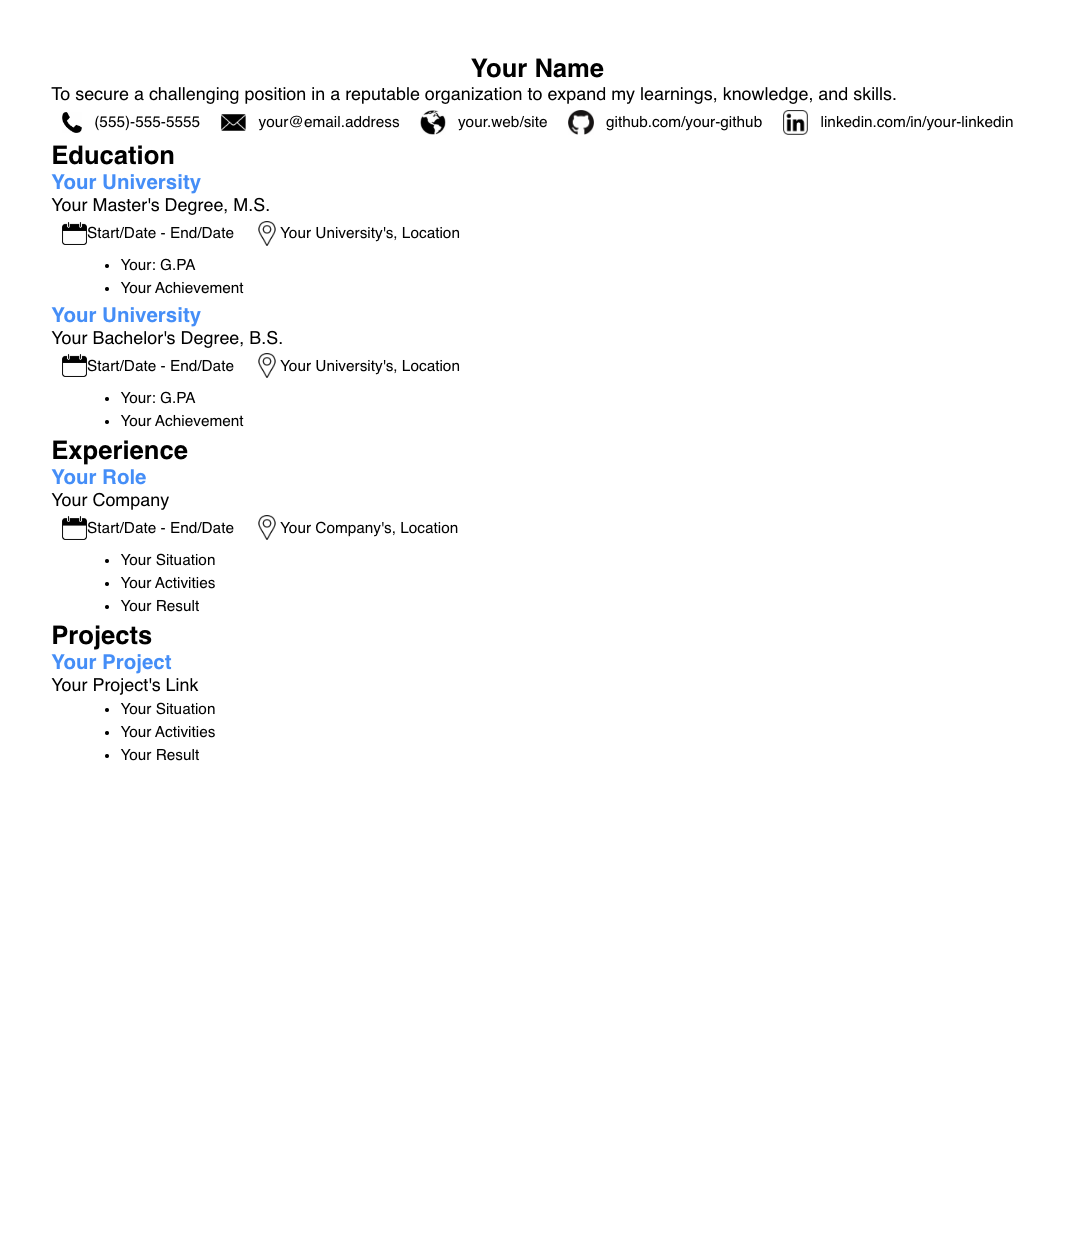 Your Name
To secure a challenging position in a reputable organization to expand my learnings, knowledge, and skills.
(555)-555-5555 your@email.address your.web/site github.com/your-github linkedin.com/in/your-linkedin
Education
Your University
Your Master's Degree, M.S.
Start/Date - End/Date Your University's, Location
• Your: G.PA
• Your Achievement
Your University
Your Bachelor's Degree, B.S.
Start/Date - End/Date Your University's, Location
• Your: G.PA
• Your Achievement
Experience
Your Role
Your Company
Start/Date - End/Date Your Company's, Location
• Your Situation
• Your Activities
• Your Result
Projects
Your Project
Your Project's Link
• Your Situation
• Your Activities
• Your Result